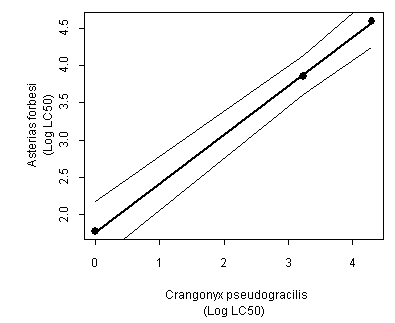 Asterias forbesi
(Log LC50)
4.5
4.0
3.5
3.0
2.5
2.0
0 1 2 3 4
Crangonyx pseudogracilis
(Log LC50)